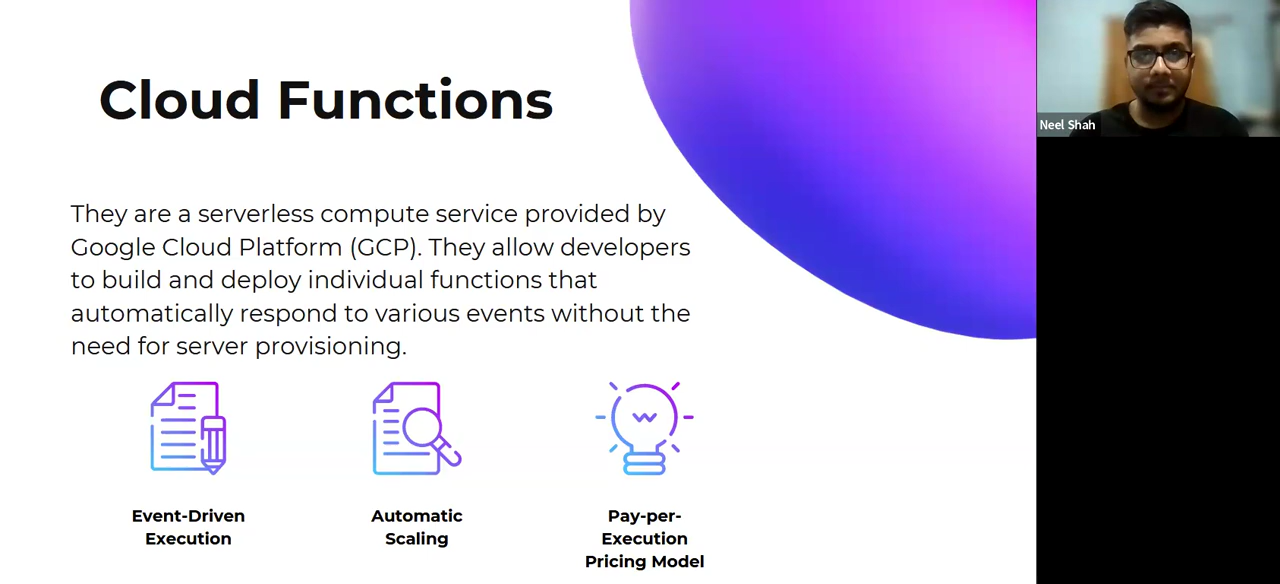 Cloud Functions
They are a serverless compute service provided by
Google Cloud Platform (GCP). They allow developers
to build and deploy individual functions that
automatically respond to various events without the
need for server provisioning.
Event-Driven
Execution
Automatic
Scaling
Pay-per-
Execution
Pricing Model
Neel Shah